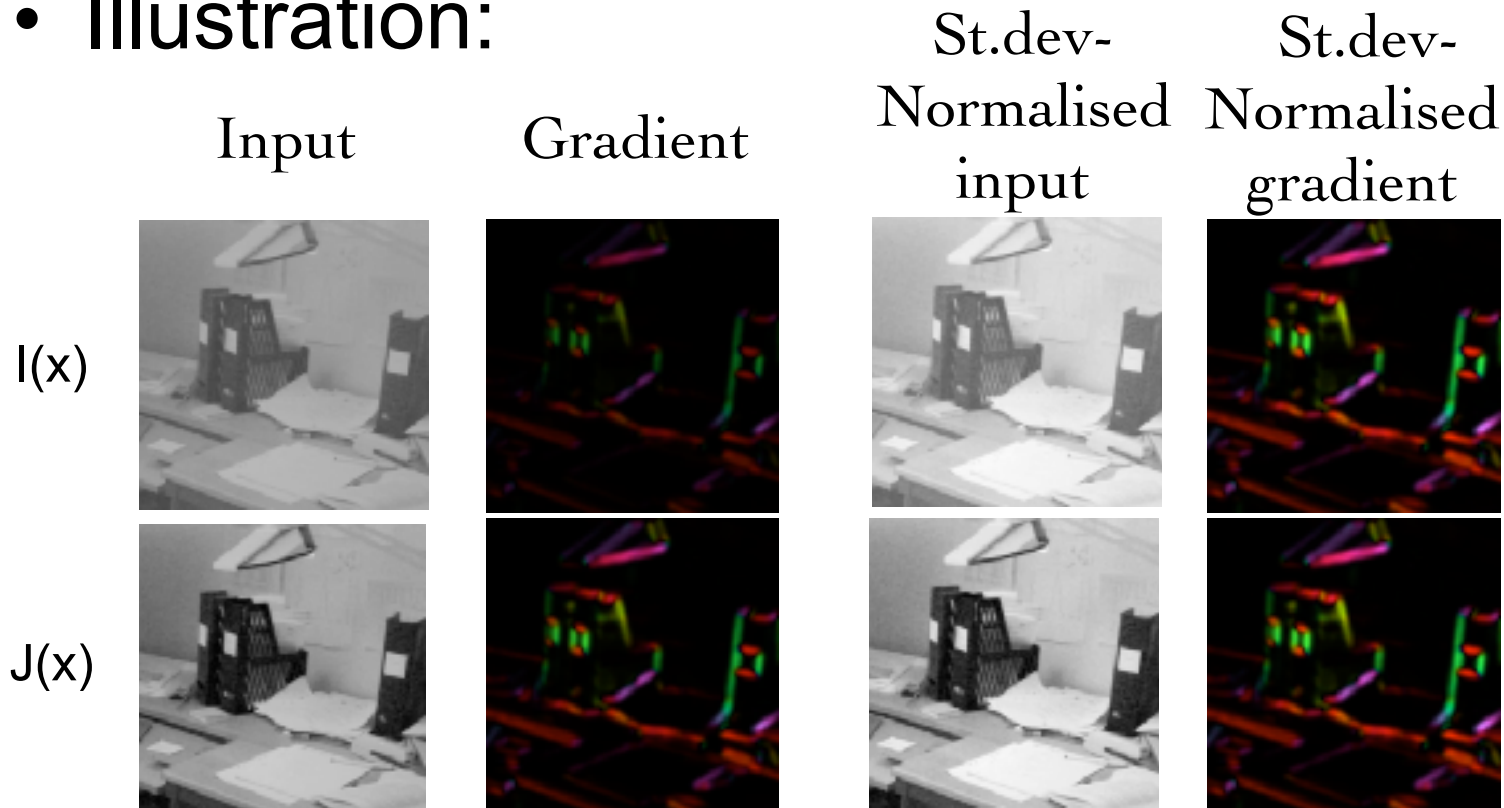 • Illustration:
Input
Gradient
St.dev-
Normalised
input
St.dev-
Normalised
gradient
I(x)
J(x)